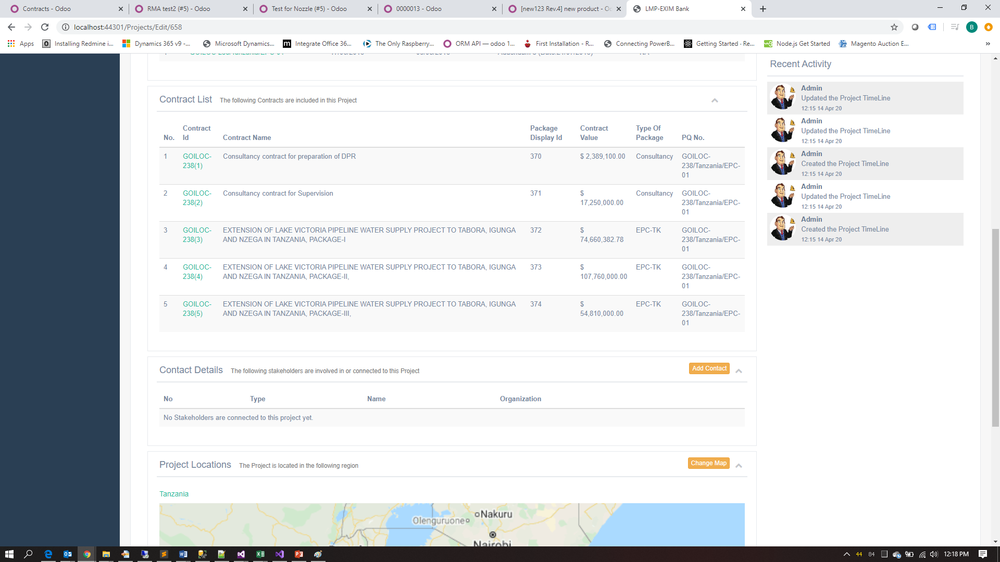 Contracts - Odoo
RMA test2 (#5) - Odoo
Test for Nozzle (#5) - Odoo
0000013 - Odoo
[new123 Rev.4] new product - Oc
LMP-EXIM Bank
localhost:44301/Projects/Edit/658
B
Apps
Installing Redmine i...
Dynamics 365 v9 -...
Microsoft Dynamics...
Integrate Office 36...
The Only Raspberry...
ORM API — odoo 1...
First Installation - R...
Connecting PowerB...
Getting Started · Re...
Node.js Get Started
Magento Auction E...
»
Contract List The following Contracts are included in this Project
No. Contract Id Contract Name Package Display Id Contract Value Type Of Package PQ No.
1 GOILOC-238(1) Consultancy contract for preparation of DPR 370 $ 2,389,100.00 Consultancy GOILOC-238/Tanzania/EPC-01
2 GOILOC-238(2) Consultancy contract for Supervision 371 $ 17,250,000.00 Consultancy GOILOC-238/Tanzania/EPC-01
3 GOILOC-238(3) EXTENSION OF LAKE VICTORIA PIPELINE WATER SUPPLY PROJECT TO TABORA, IGUNGA AND NZEGA IN TANZANIA, PACKAGE-I 372 $ 74,660,382.78 EPC-TK GOILOC-238/Tanzania/EPC-01
4 GOILOC-238(4) EXTENSION OF LAKE VICTORIA PIPELINE WATER SUPPLY PROJECT TO TABORA, IGUNGA AND NZEGA IN TANZANIA, PACKAGE-II, 373 $ 107,760,000.00 EPC-TK GOILOC-238/Tanzania/EPC-01
5 GOILOC-238(5) EXTENSION OF LAKE VICTORIA PIPELINE WATER SUPPLY PROJECT TO TABORA, IGUNGA AND NZEGA IN TANZANIA, PACKAGE-III, 374 $ 54,810,000.00 EPC-TK GOILOC-238/Tanzania/EPC-01
Contact Details The following stakeholders are involved in or connected to this Project
Add Contact
No Type Name Organization
No Stakeholders are connected to this project yet.
Project Locations The Project is located in the following region
Change Map
Tanzania
Olenguruone
Nakuru
Nairobi
Recent Activity
Admin
Updated the Project TimeLine
12:15 14 Apr 20
Admin
Updated the Project TimeLine
12:15 14 Apr 20
Admin
Created the Project TimeLine
12:15 14 Apr 20
Admin
Updated the Project TimeLine
12:15 14 Apr 20
Admin
Created the Project TimeLine
12:15 14 Apr 20
44 84
12:18 PM